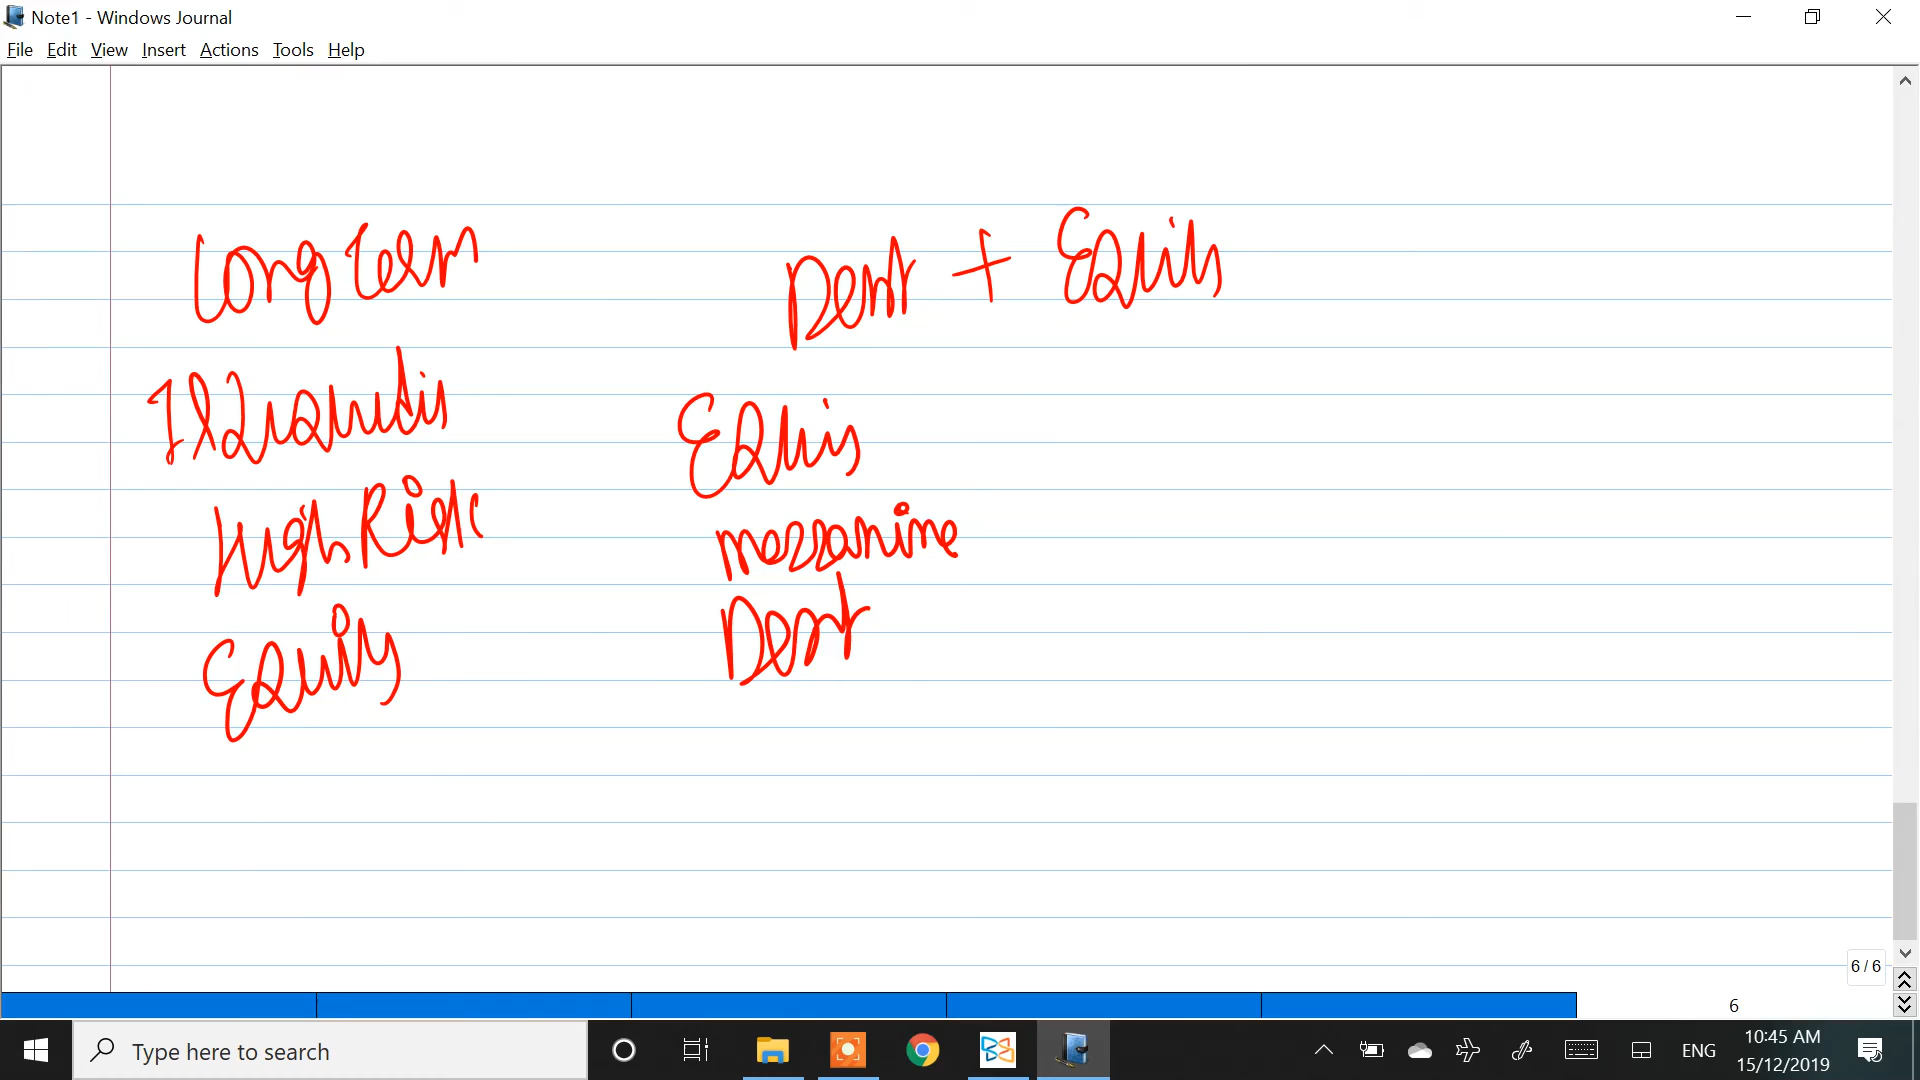 Note1 - Windows Journal
File Edit View Insert Actions Tools Help
Long Term
Debt + Equity
Illiquidity
Equity
High Risk
mezzanine
Equity
Debt
6 / 6
6
Type here to search
ENG
10:45 AM
15/12/2019